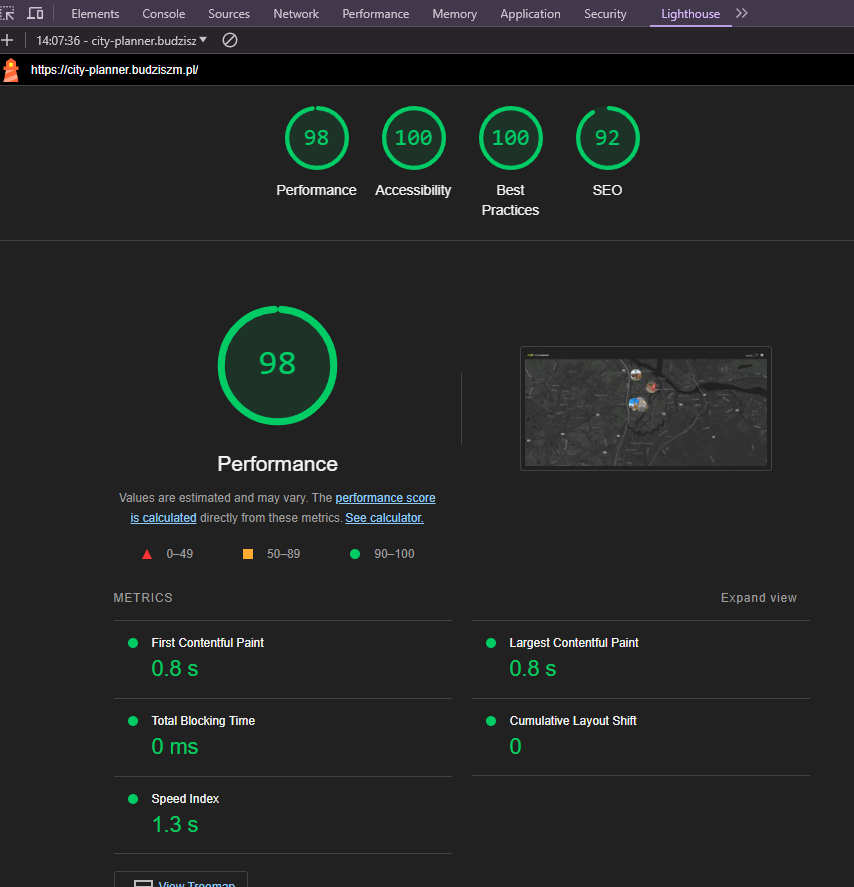 Elements Console Sources Network Performance Memory Application Security Lighthouse
14:07:36 - city-planner.budzisz
https://city-planner.budziszm.pl/
98 100 100 92
Performance Accessibility Best Practices SEO
98
Performance
Values are estimated and may vary. The performance score
is calculated directly from these metrics. See calculator.
0–49 50–89 90–100
METRICS Expand view
First Contentful Paint
0.8 s
Largest Contentful Paint
0.8 s
Total Blocking Time
0 ms
Cumulative Layout Shift
0
Speed Index
1.3 s
View Treemap